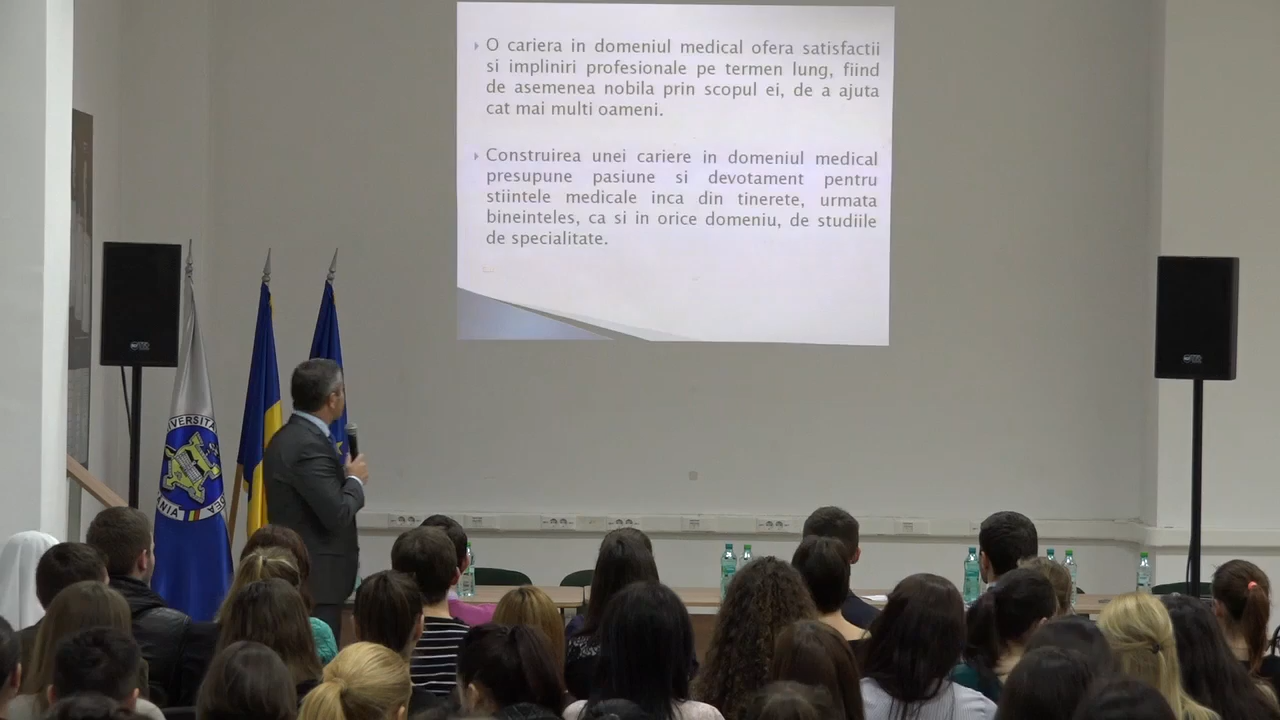 O cariera in domeniul medical ofera satisfactii
si impliniri profesionale pe termen lung, fiind
de asemenea nobila prin scopul ei, de a ajuta
cat mai multi oameni.
Construirea unei cariere in domeniul medical
presupune pasiune si devotament pentru
stiintele medicale inca din tinerete, urmata
bineinteles, ca si in orice domeniu, de studiile
de specialitate.